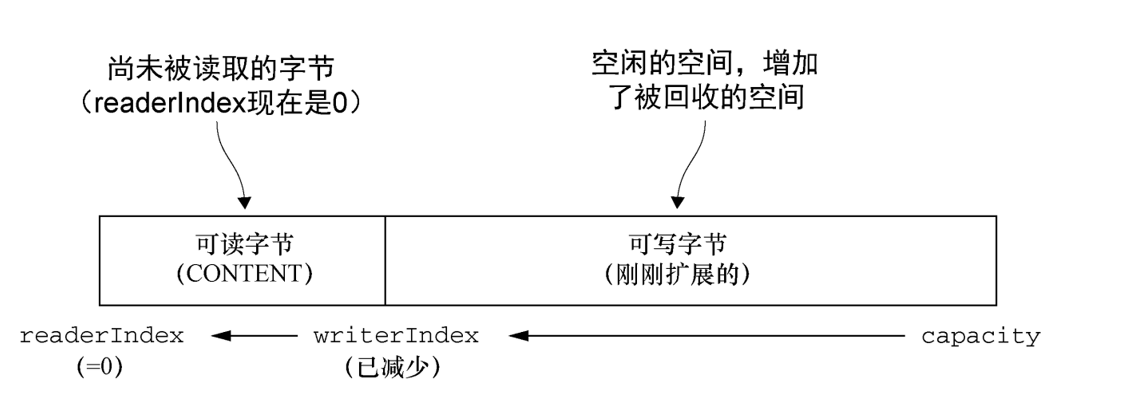 尚未被读取的字节
（readerIndex现在是0）
空闲的空间，增加
了被回收的空间
可读字节
（CONTENT）
可写字节
（刚刚扩展的）
readerIndex
（=0）
writerIndex
（已减少）
capacity